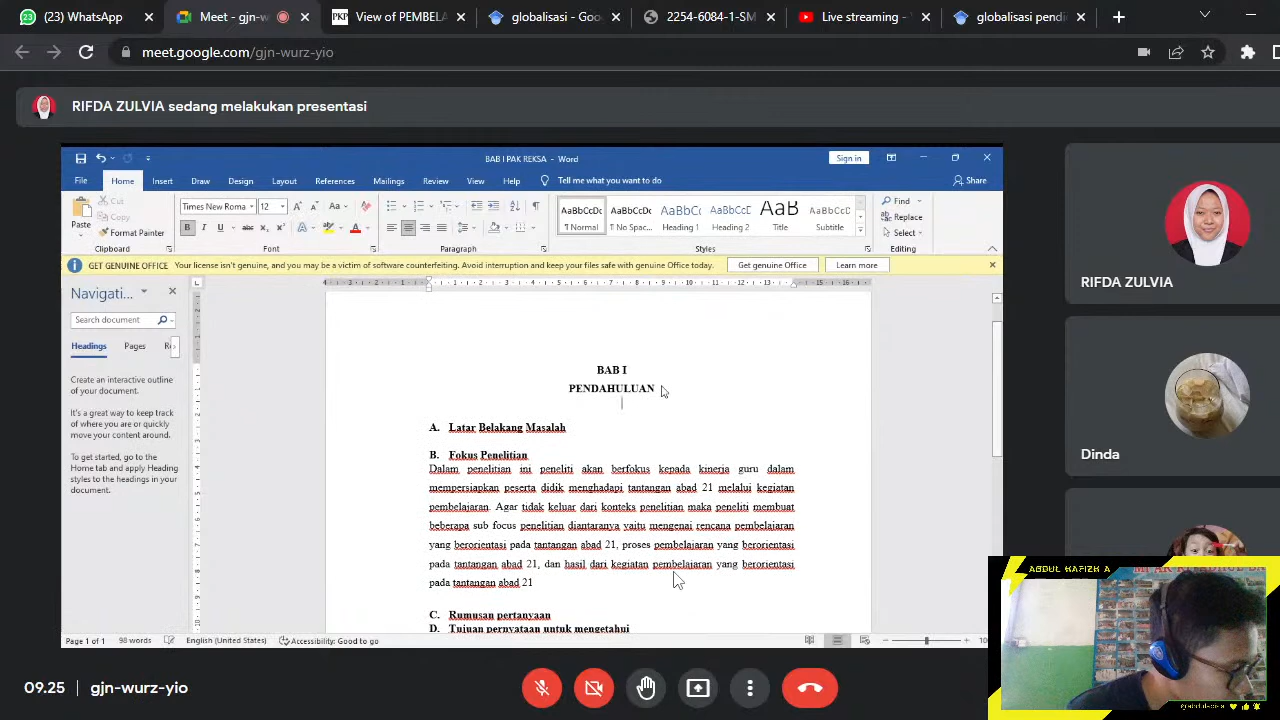 (23) WhatsApp
Meet - gjn-w
View of PEMBELA
globalisasi - Goo
2254-6084-1-SM
Live streaming -
globalisasi pendi
meet.google.com/gjn-wurz-yio
RIFDA ZULVIA sedang melakukan presentasi
BAB I PAK REKSA - Word
Sign in
File Home Insert Draw Design Layout References Mailings Review View Help Tell me what you want to do Share
Paste
Cut
Copy
Format Painter
Clipboard
Times New Roma 12
Font
Paragraph
AaBbCcDc AaBbCcDc AaBbCc AaBbCcD AaB AaBbCcD
¶ Normal ¶ No Spac... Heading 1 Heading 2 Title Subtitle
Styles
Find
Replace
Select
Editing
GET GENUINE OFFICE Your license isn't genuine, and you may be a victim of software counterfeiting. Avoid interruption and keep your files safe with genuine Office today. Get genuine Office Learn more
Navigati...
Search document
Headings Pages
Create an interactive outline
of your document.
It's a great way to keep track
of where you are or quickly
move your content around.
To get started, go to the
Home tab and apply Heading
styles to the headings in your
document.
BAB I
PENDAHULUAN
A. Latar Belakang Masalah
B. Fokus Penelitian
Dalam penelitian ini peneliti akan berfokus kepada kinerja guru dalam
mempersiapkan peserta didik menghadapi tantangan abad 21 melalui kegiatan
pembelajaran. Agar tidak keluar dari konteks penelitian maka peneliti membuat
beberapa sub focus penelitian diantaranya yaitu mengenai rencana pembelajaran
yang berorientasi pada tantangan abad 21, proses pembelajaran yang berorientasi
pada tantangan abad 21, dan hasil dari kegiatan pembelajaran yang berorientasi
pada tantangan abad 21
C. Rumusan pertanyaan
D. Tujuan pernyataan untuk mengetahui
Page 1 of 1 98 words English (United States) Accessibility: Good to go
RIFDA ZULVIA
Dinda
ABDUL HAFIZH A
09.25 gjn-wurz-yio